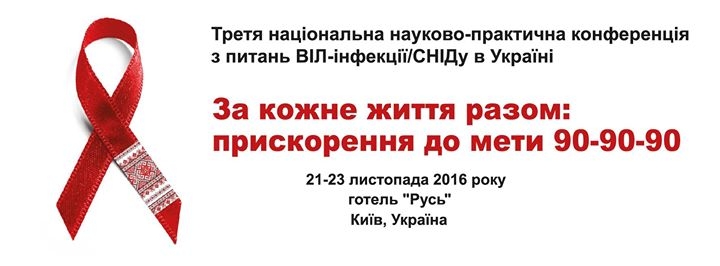 Третя національна науково-практична конференція
з питань ВІЛ-інфекції/СНІДу в Україні
За кожне життя разом:
прискорення до мети 90-90-90
21-23 листопада 2016 року
готель "Русь"
Київ, Україна